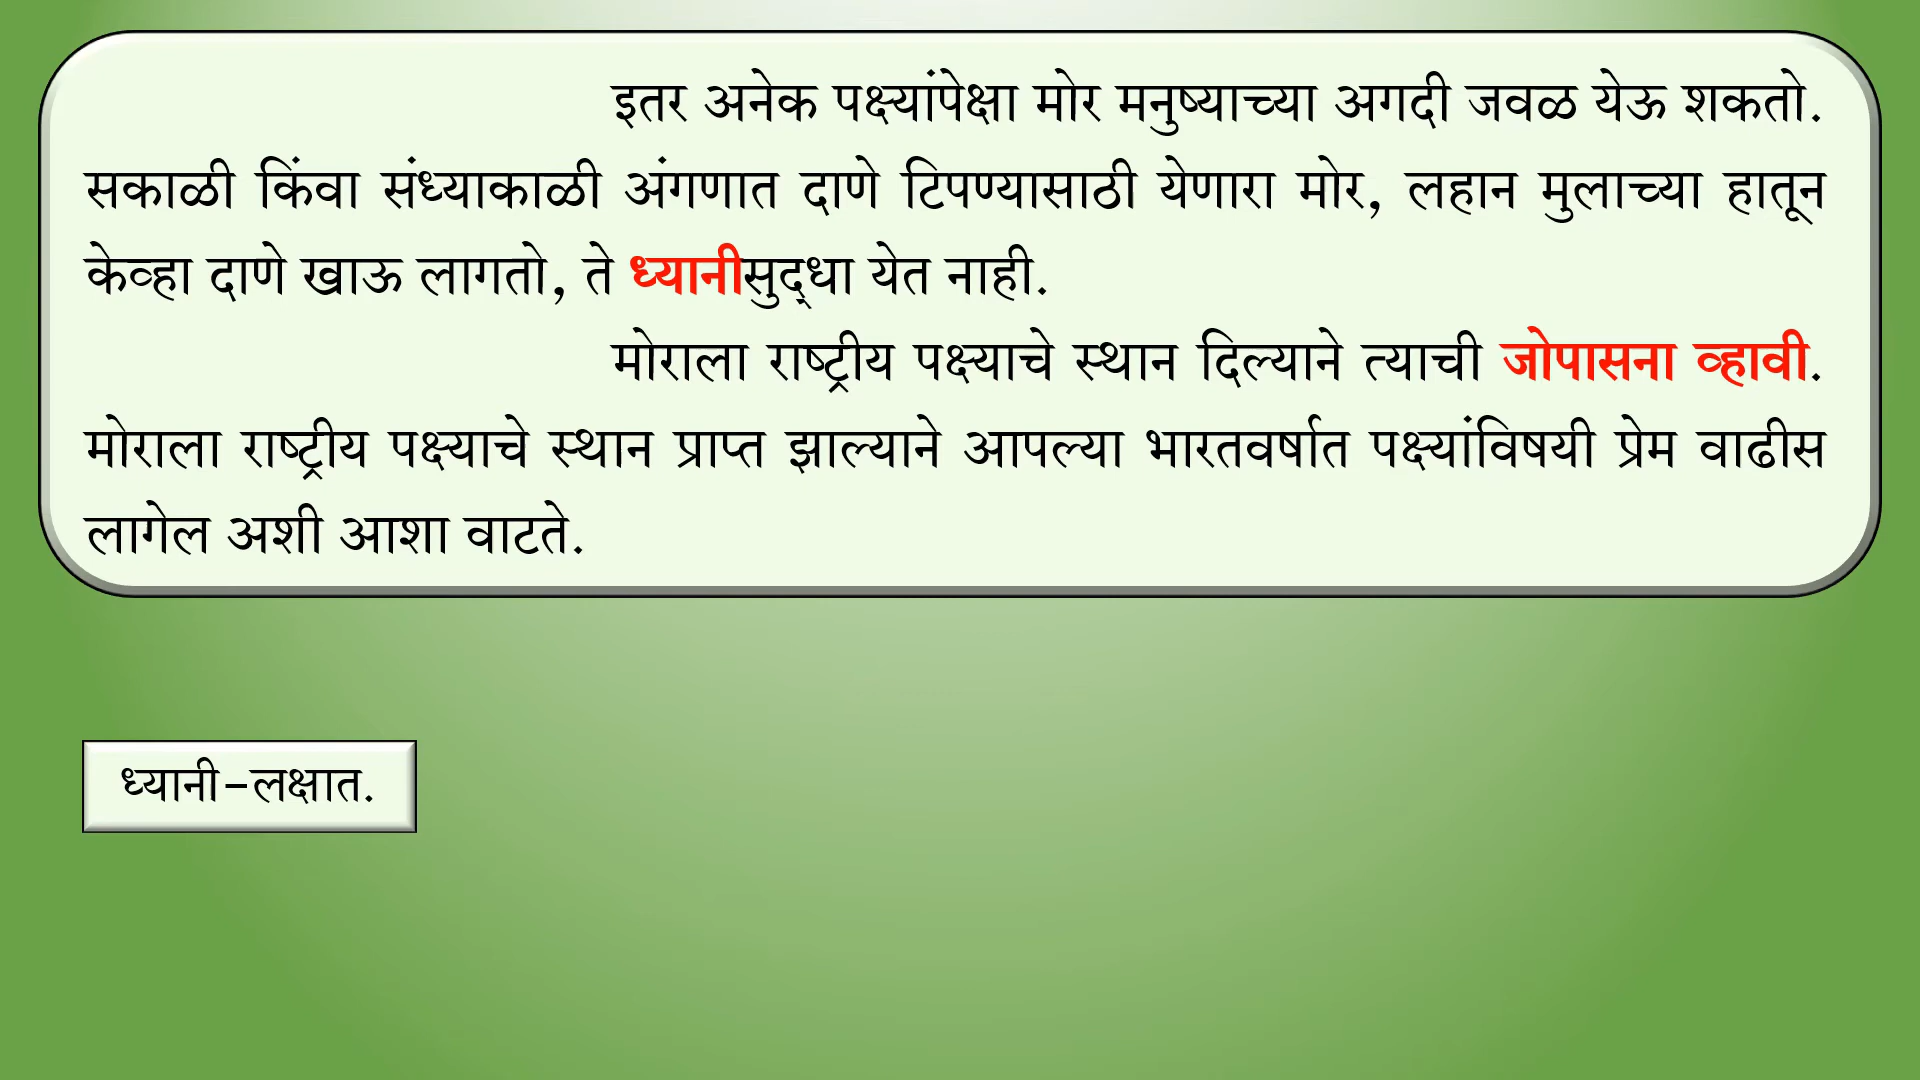 इतर अनेक पक्ष्यांपेक्षा मोर मनुष्याच्या अगदी जवळ येऊ शकतो.
सकाळी किंवा संध्याकाळी अंगणात दाणे टिपण्यासाठी येणारा मोर, लहान मुलाच्या हातून
केव्हा दाणे खाऊ लागतो, ते ध्यानीसुद्धा येत नाही.
मोराला राष्ट्रीय पक्ष्याचे स्थान दिल्याने त्याची जोपासना व्हावी.
मोराला राष्ट्रीय पक्ष्याचे स्थान प्राप्त झाल्याने आपल्या भारतवर्षात पक्ष्यांविषयी प्रेम वाढीस
लागेल अशी आशा वाटते.
ध्यानी-लक्षात.